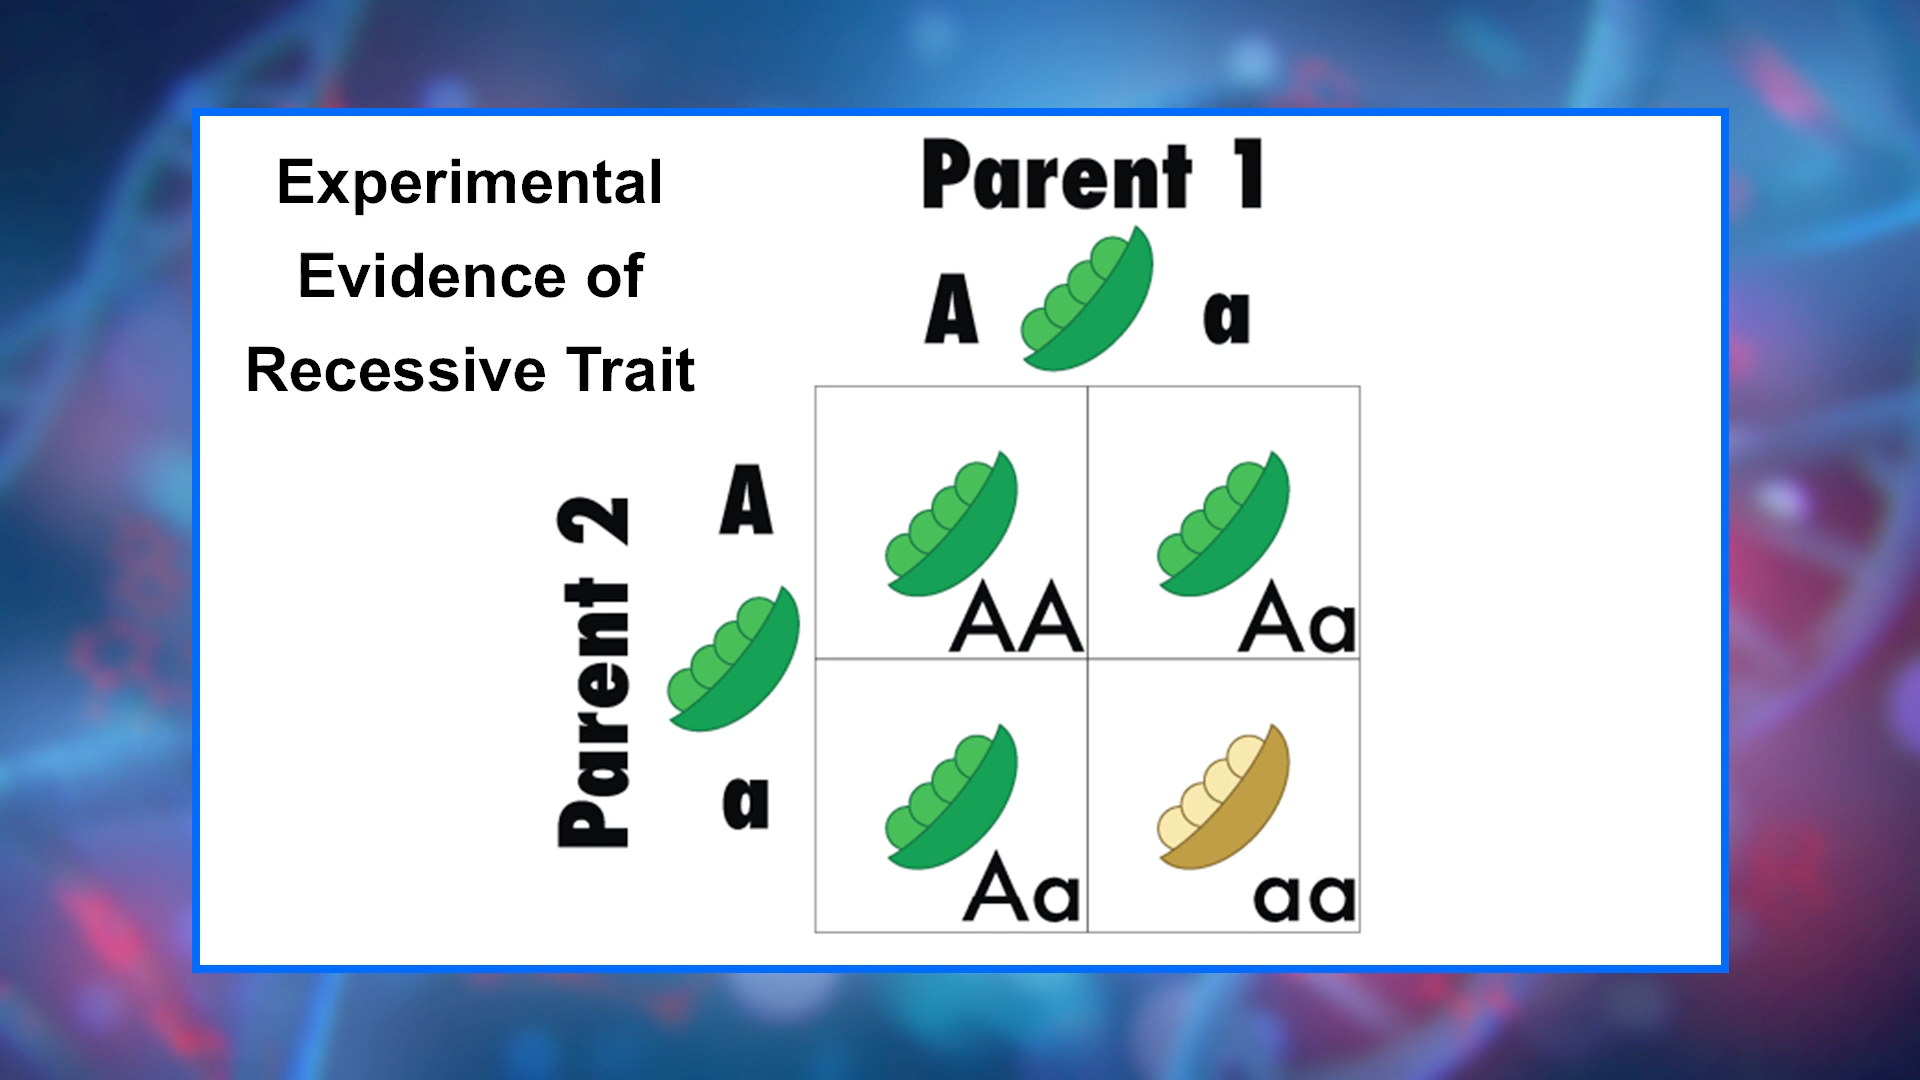 Experimental
Evidence of
Recessive Trait
Parent 1
A a
Parent 2
A
a
AA
Aa
Aa
aa